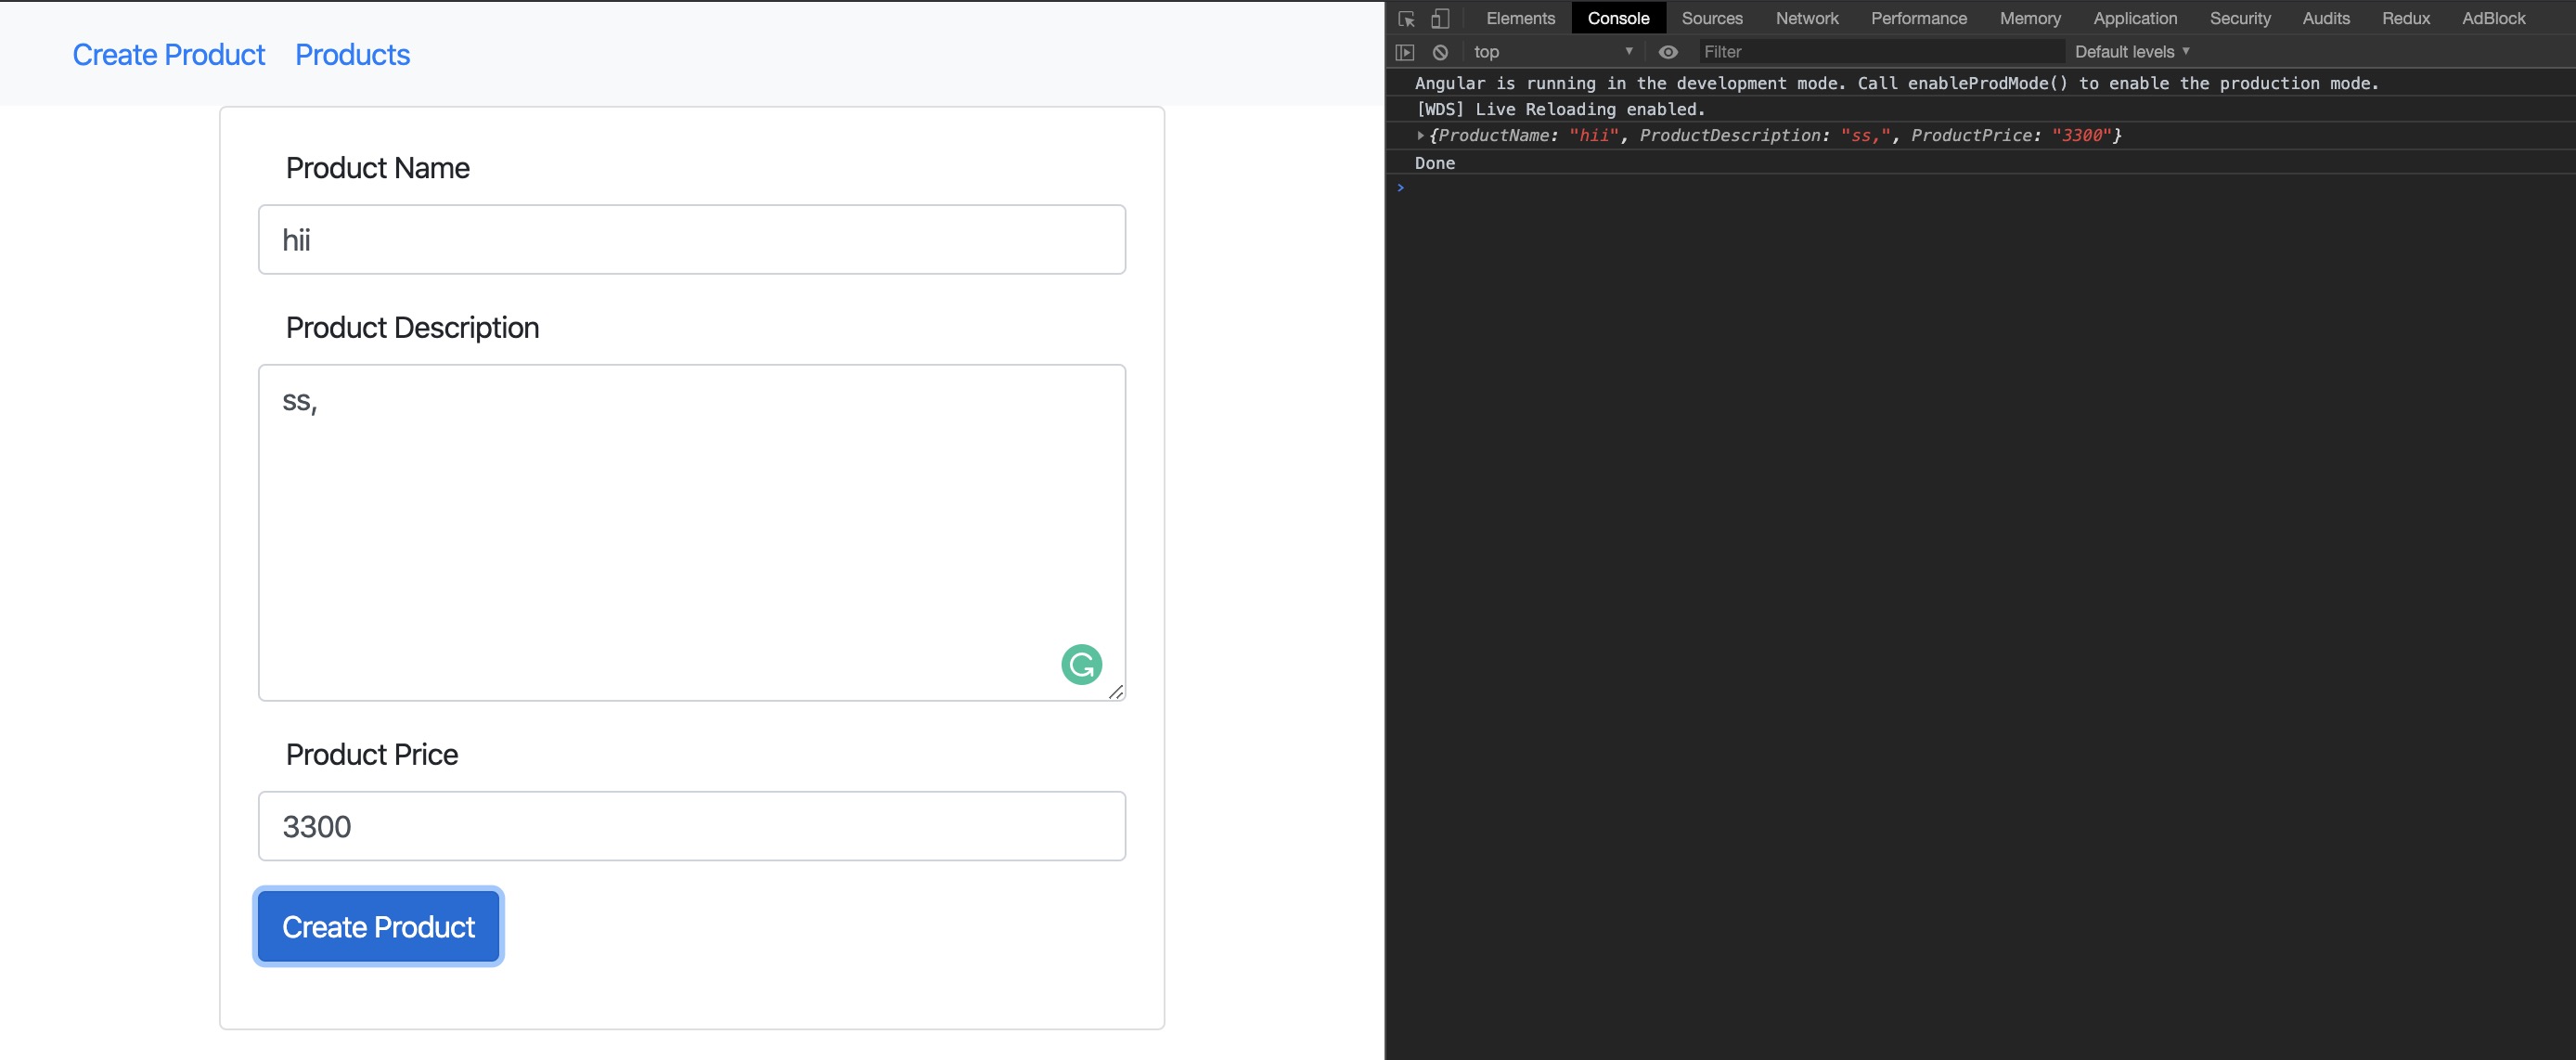 Create Product Products
Product Name
hii
Product Description
ss,
Product Price
3300
Create Product
Elements Console Sources Network Performance Memory Application Security Audits Redux AdBlock
top Filter Default levels
Angular is running in the development mode. Call enableProdMode() to enable the production mode.
[WDS] Live Reloading enabled.
{ProductName: "hii", ProductDescription: "ss,", ProductPrice: "3300"}
Done